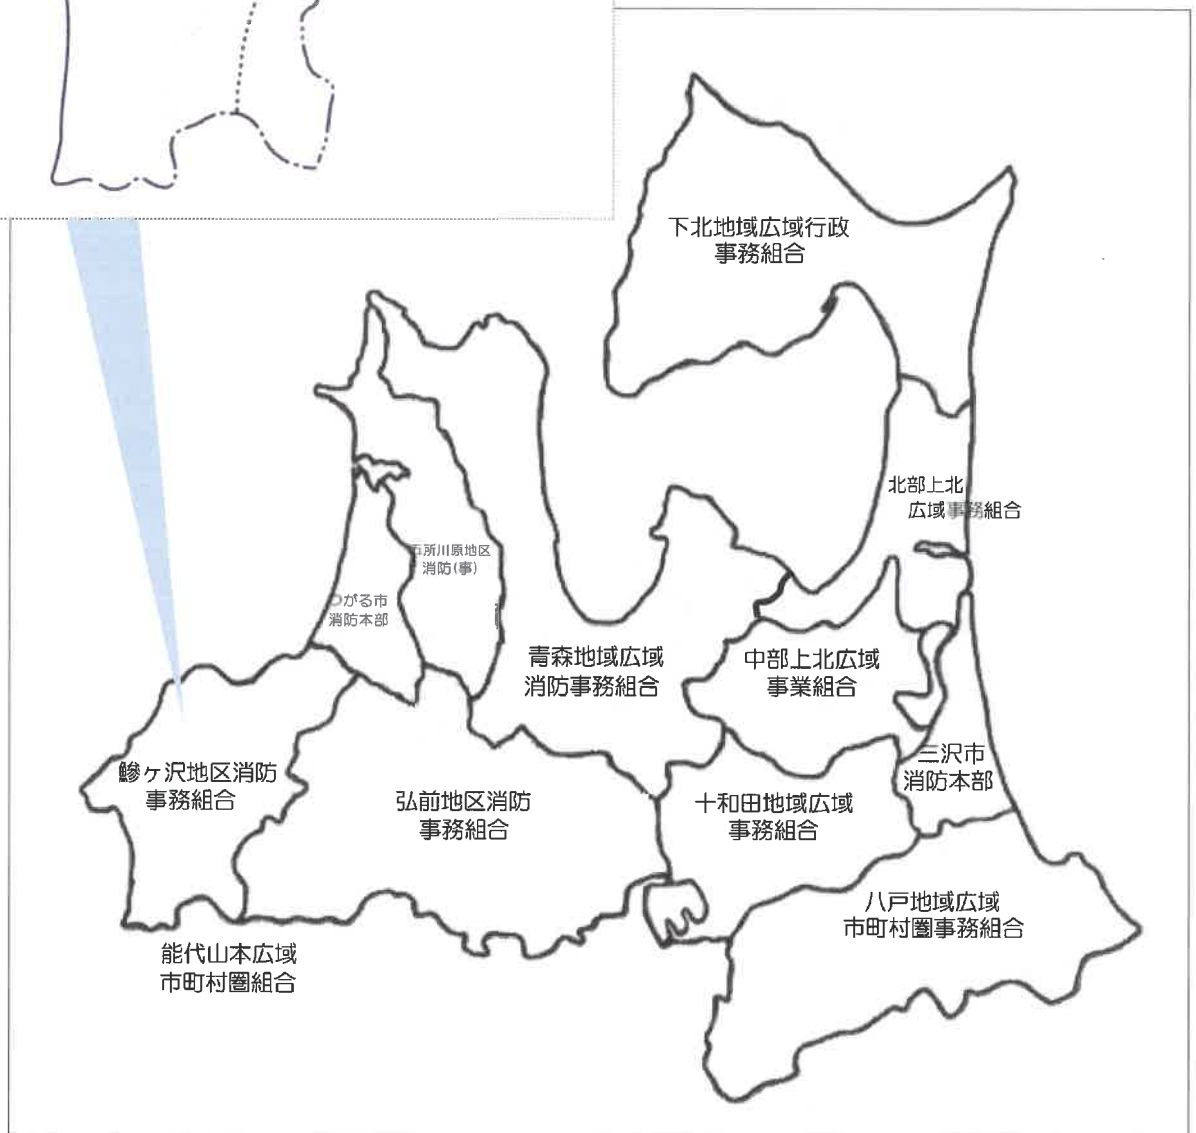 下北地域広域行政
事務組合
北部上北
広域事務組合
五所川原地区
消防(事)
つがる市
消防本部
青森地域広域
消防事務組合
中部上北広域
事業組合
三沢市
消防本部
鰺ヶ沢地区消防
事務組合
弘前地区消防
事務組合
十和田地域広域
事務組合
八戸地域広域
市町村圏事務組合
能代山本広域
市町村圏組合